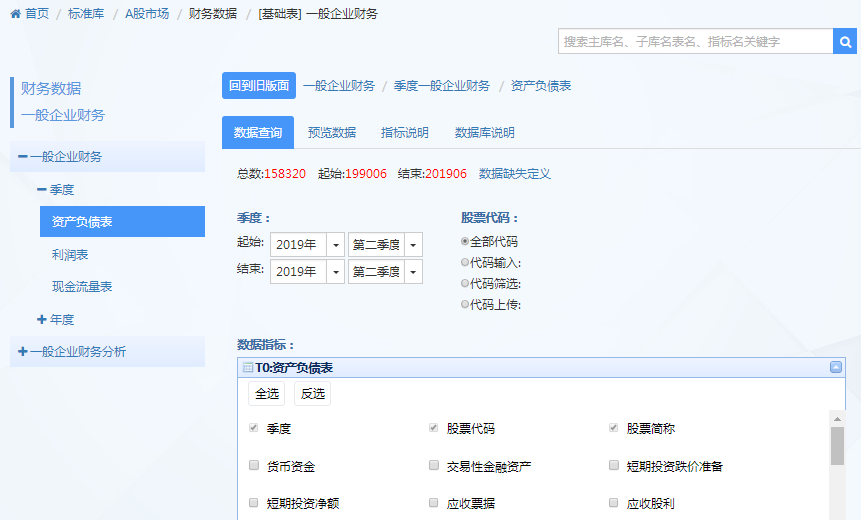 首页 / 标准库 / A股市场 / 财务数据 / [基础表] 一般企业财务
搜索主库名、子库名表名、指标名关键字
财务数据
一般企业财务
一般企业财务
季度
资产负债表
利润表
现金流量表
年度
一般企业财务分析
回到旧版面 一般企业财务 / 季度一般企业财务 / 资产负债表
数据查询 预览数据 指标说明 数据库说明
总数:158320 起始:199006 结束:201906 数据缺失定义
季度：
起始: 2019年 第二季度
结束: 2019年 第二季度
股票代码：
全部代码
代码输入:
代码筛选:
代码上传:
数据指标：
T0:资产负债表
全选 反选
季度 股票代码 股票简称
货币资金 交易性金融资产 短期投资跌价准备
短期投资净额 应收票据 应收股利